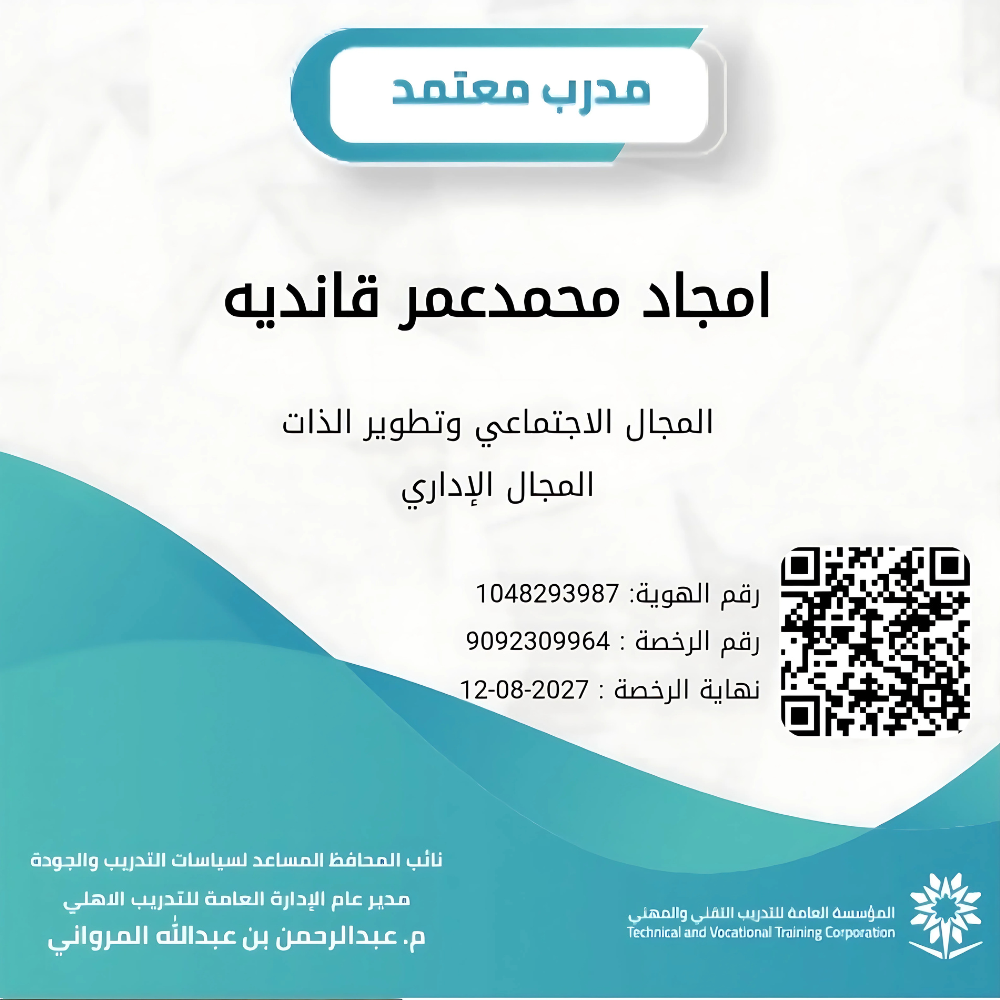 مدرب معتمد
امجاد محمدعمر قانديه
المجال الاجتماعي وتطوير الذات
المجال الإداري
رقم الهوية: 1048293987
رقم الرخصة : 9092309964
نهاية الرخصة : 2027-08-12
نائب المحافظ المساعد لسياسات التدريب والجودة
مدير عام الإدارة العامة للتدريب الاهلي
م. عبدالرحمن بن عبدالله المرواني
المؤسسة العامة للتدريب التقني والمهني
Technical and Vocational Training Corporation